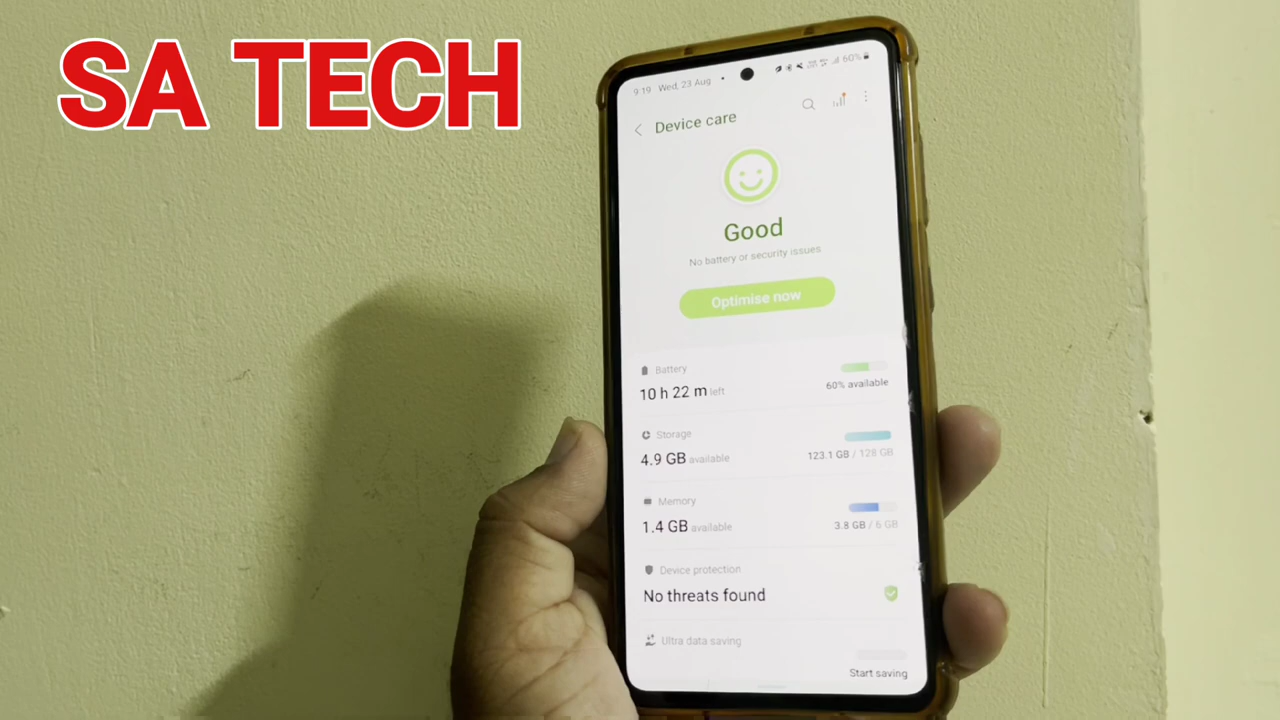 SA TECH
9:19 Wed, 23 Aug
60%
Device care
Good
No battery or security issues
Optimise now
Battery
10 h 22 m left
60% available
Storage
4.9 GB available
123.1 GB / 128 GB
Memory
1.4 GB available
3.8 GB / 6 GB
Device protection
No threats found
Ultra data saving
Start saving